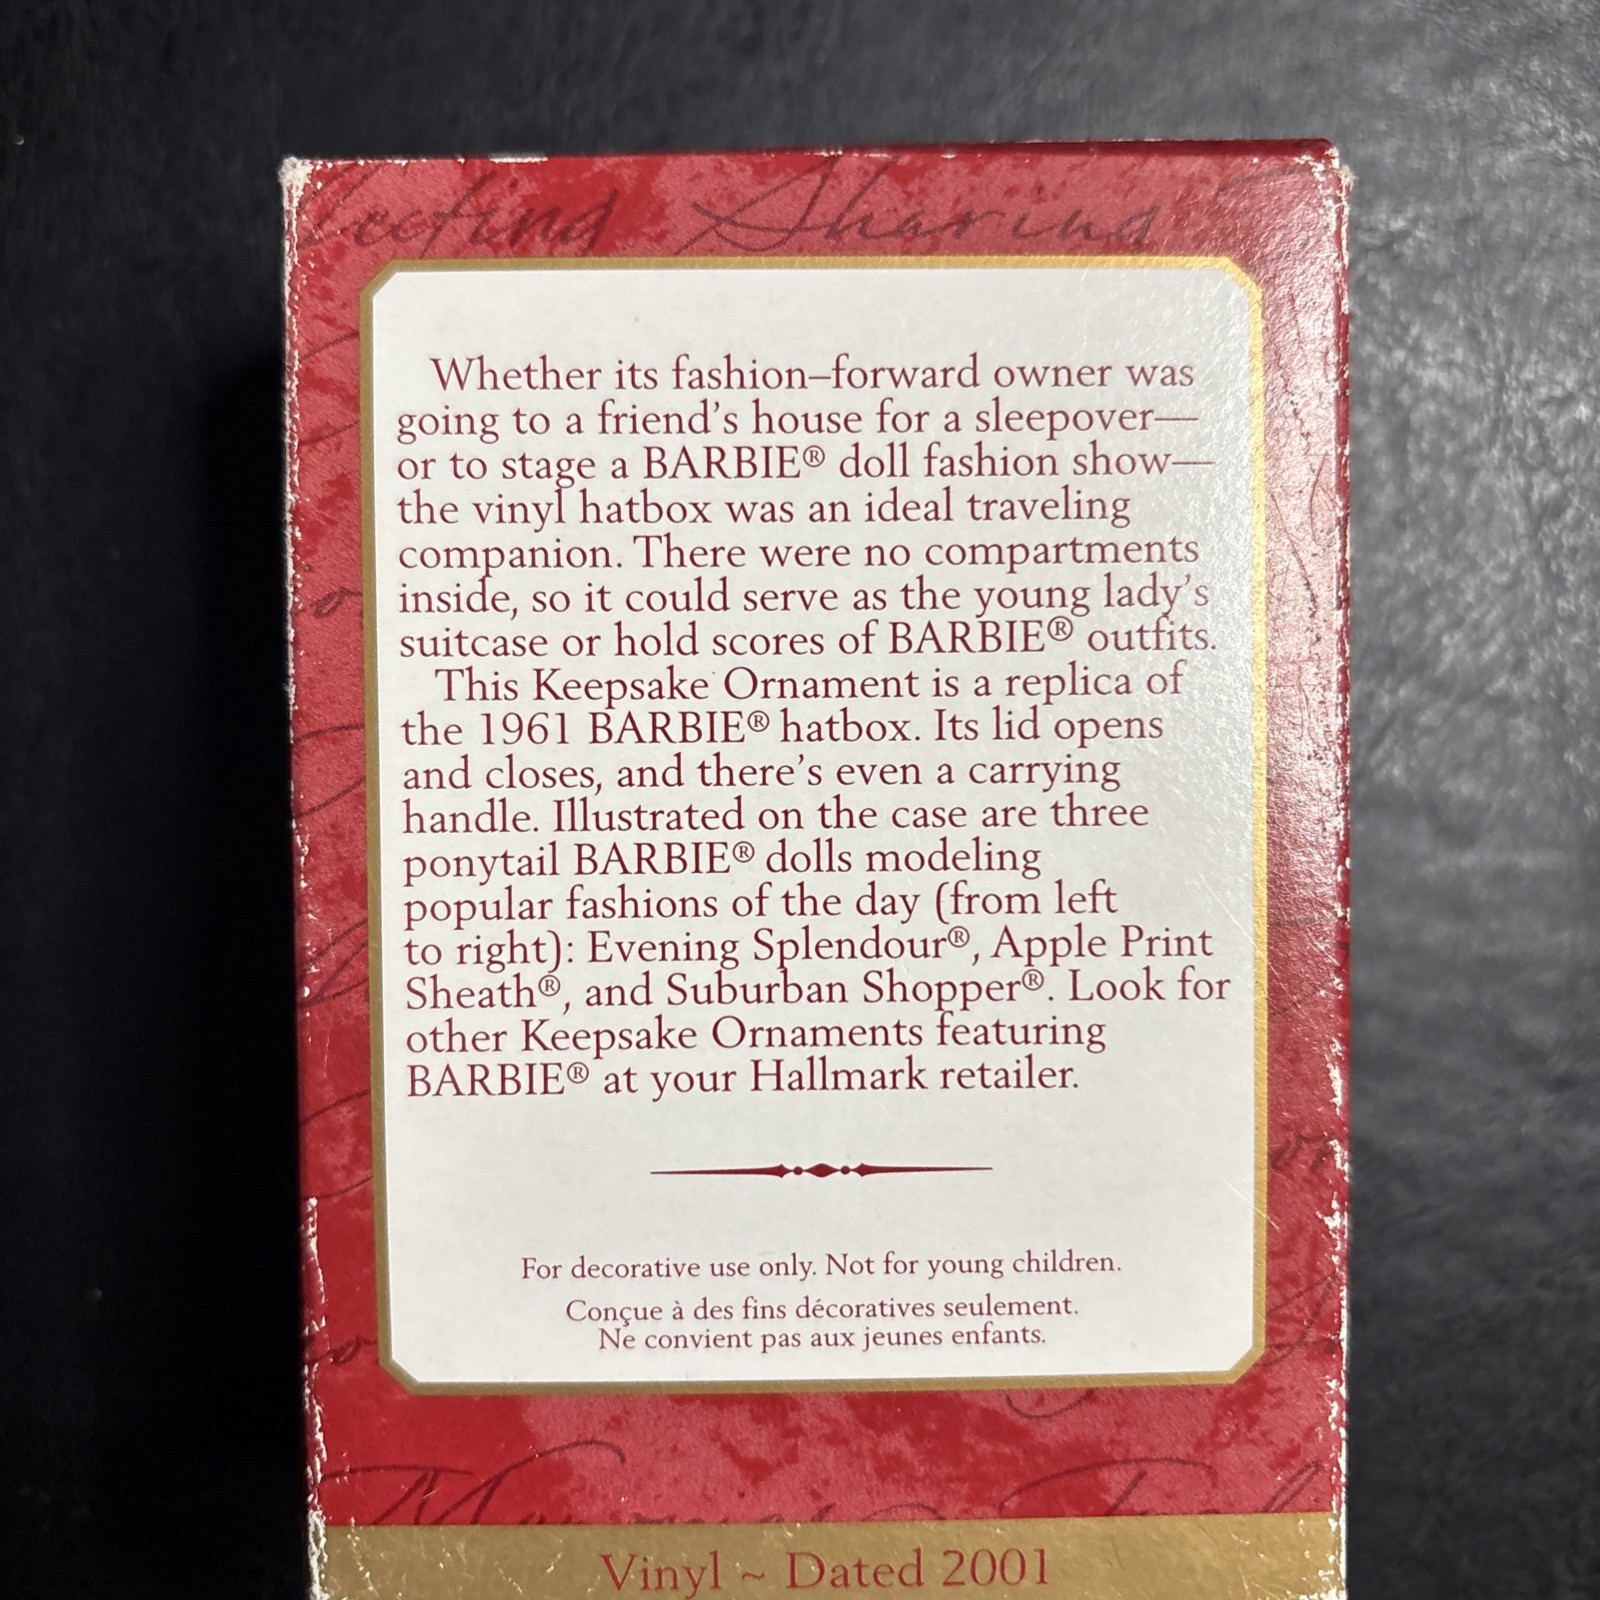 Sharing
Whether its fashion–forward owner was
going to a friend's house for a sleepover—
or to stage a BARBIE® doll fashion show—
the vinyl hatbox was an ideal traveling
companion. There were no compartments
inside, so it could serve as the young lady's
suitcase or hold scores of BARBIE® outfits.
This Keepsake Ornament is a replica of
the 1961 BARBIE® hatbox. Its lid opens
and closes, and there's even a carrying
handle. Illustrated on the case are three
ponytail BARBIE® dolls modeling
popular fashions of the day (from left
to right): Evening Splendour®, Apple Print
Sheath®, and Suburban Shopper®. Look for
other Keepsake Ornaments featuring
BARBIE® at your Hallmark retailer.
For decorative use only. Not for young children.
Conçue à des fins décoratives seulement.
Ne convient pas aux jeunes enfants.
Vinyl ~ Dated 2001